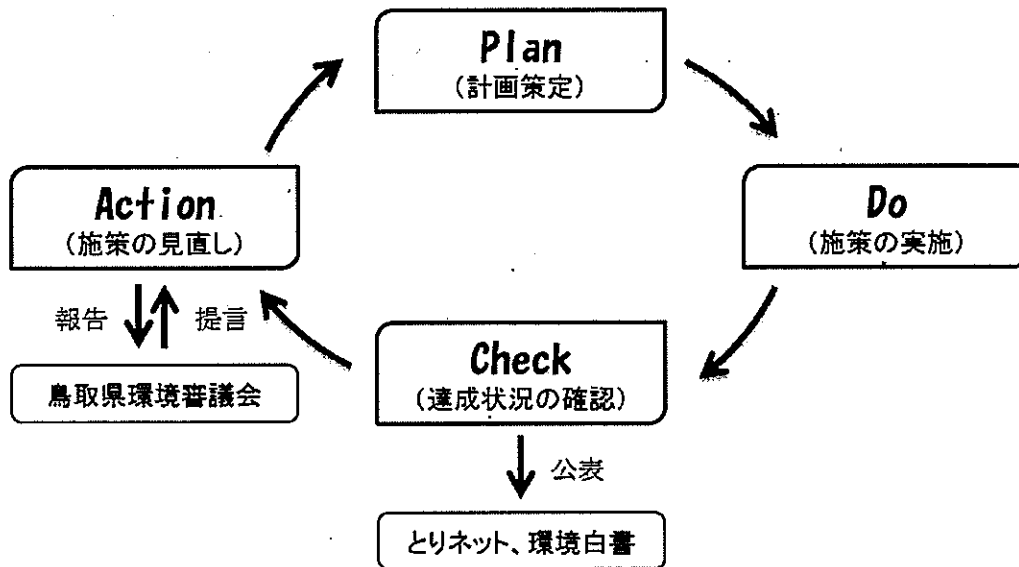 Plan
(計画策定)
Action
(施策の見直し)
Do
(施策の実施)
報告
提言
Check
(達成状況の確認)
鳥取県環境審議会
公表
とりネット、環境白書